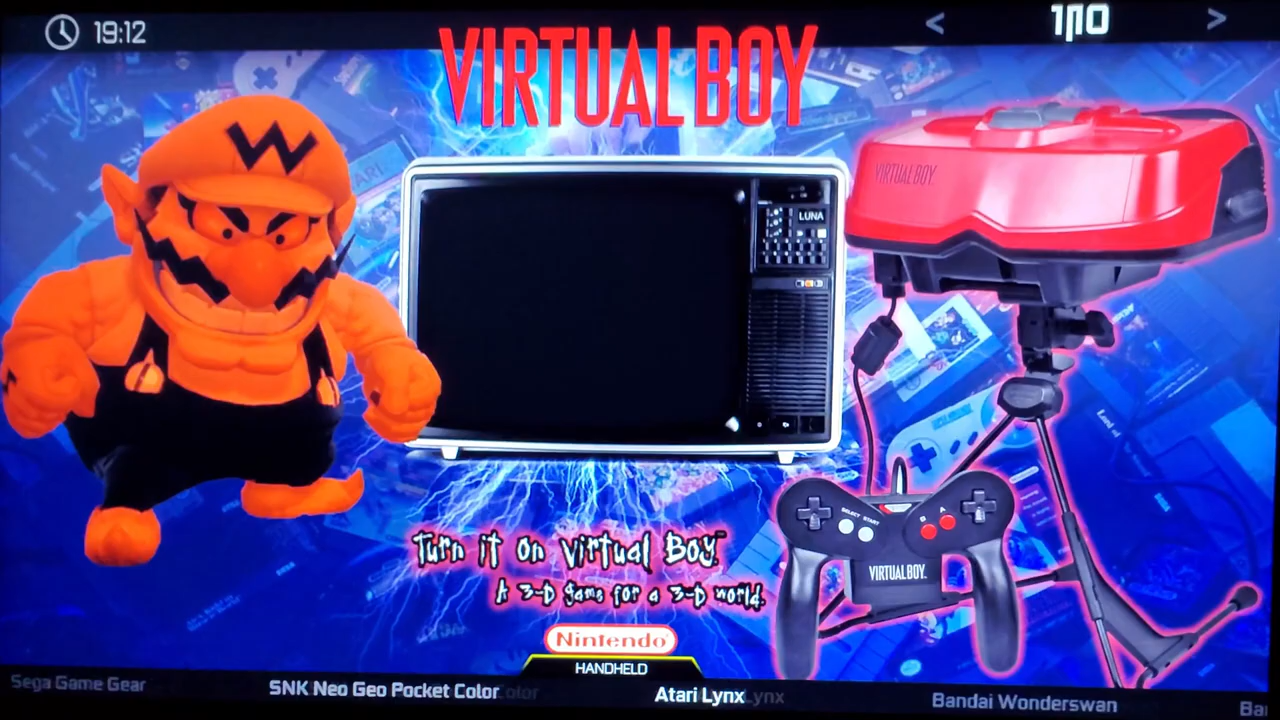 19:12
<
1/10
>
VIRTUAL BOY
W
VIRTUAL BOY
LUNA
SELECT START
B A
VIRTUAL BOY
Turn it on Virtual Boy™
A 3-D game for a 3-D world.
Nintendo
HANDHELD
Sega Game Gear
SNK Neo Geo Pocket Color
Atari Lynx
Bandai Wonderswan